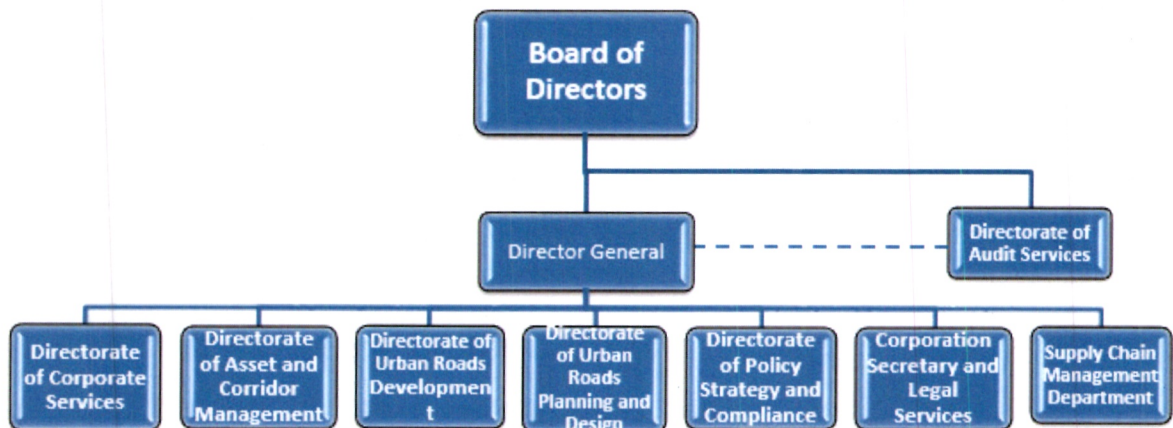 Board of
Directors
Director General
Directorate of
Audit Services
Directorate
of Corporate
Services
Directorate
of Asset and
Corridor
Management
Directorate of
Urban Roads
Developmen
t
Directorate
of Urban
Roads
Planning and
Design
Directorate
of Policy
Strategy and
Compliance
Corporation
Secretary and
Legal
Services
Supply Chain
Management
Department